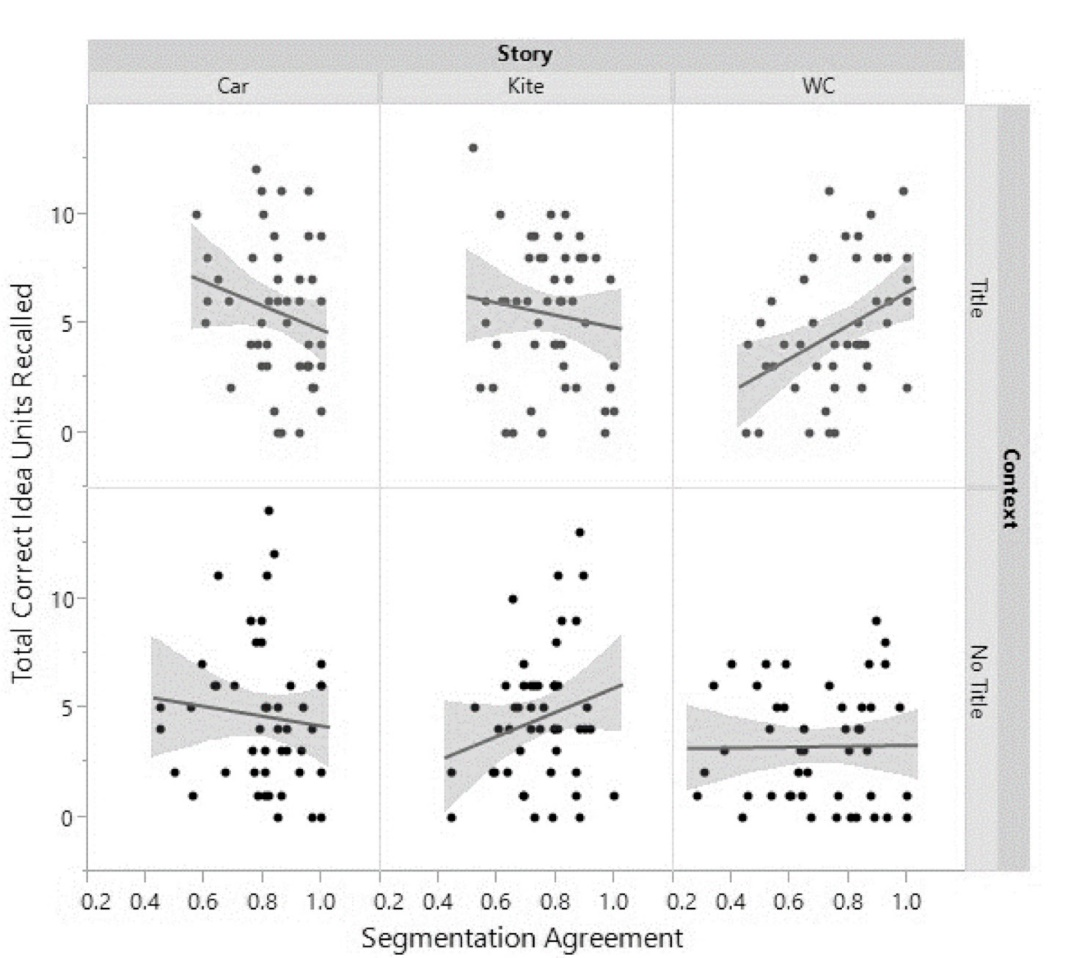 Story
Car Kite WC
10
5
0
Title
10
5
0
No Title
Context
Total Correct Idea Units Recalled
0.2 0.4 0.6 0.8 1.0 0.2 0.4 0.6 0.8 1.0 0.2 0.4 0.6 0.8 1.0
Segmentation Agreement